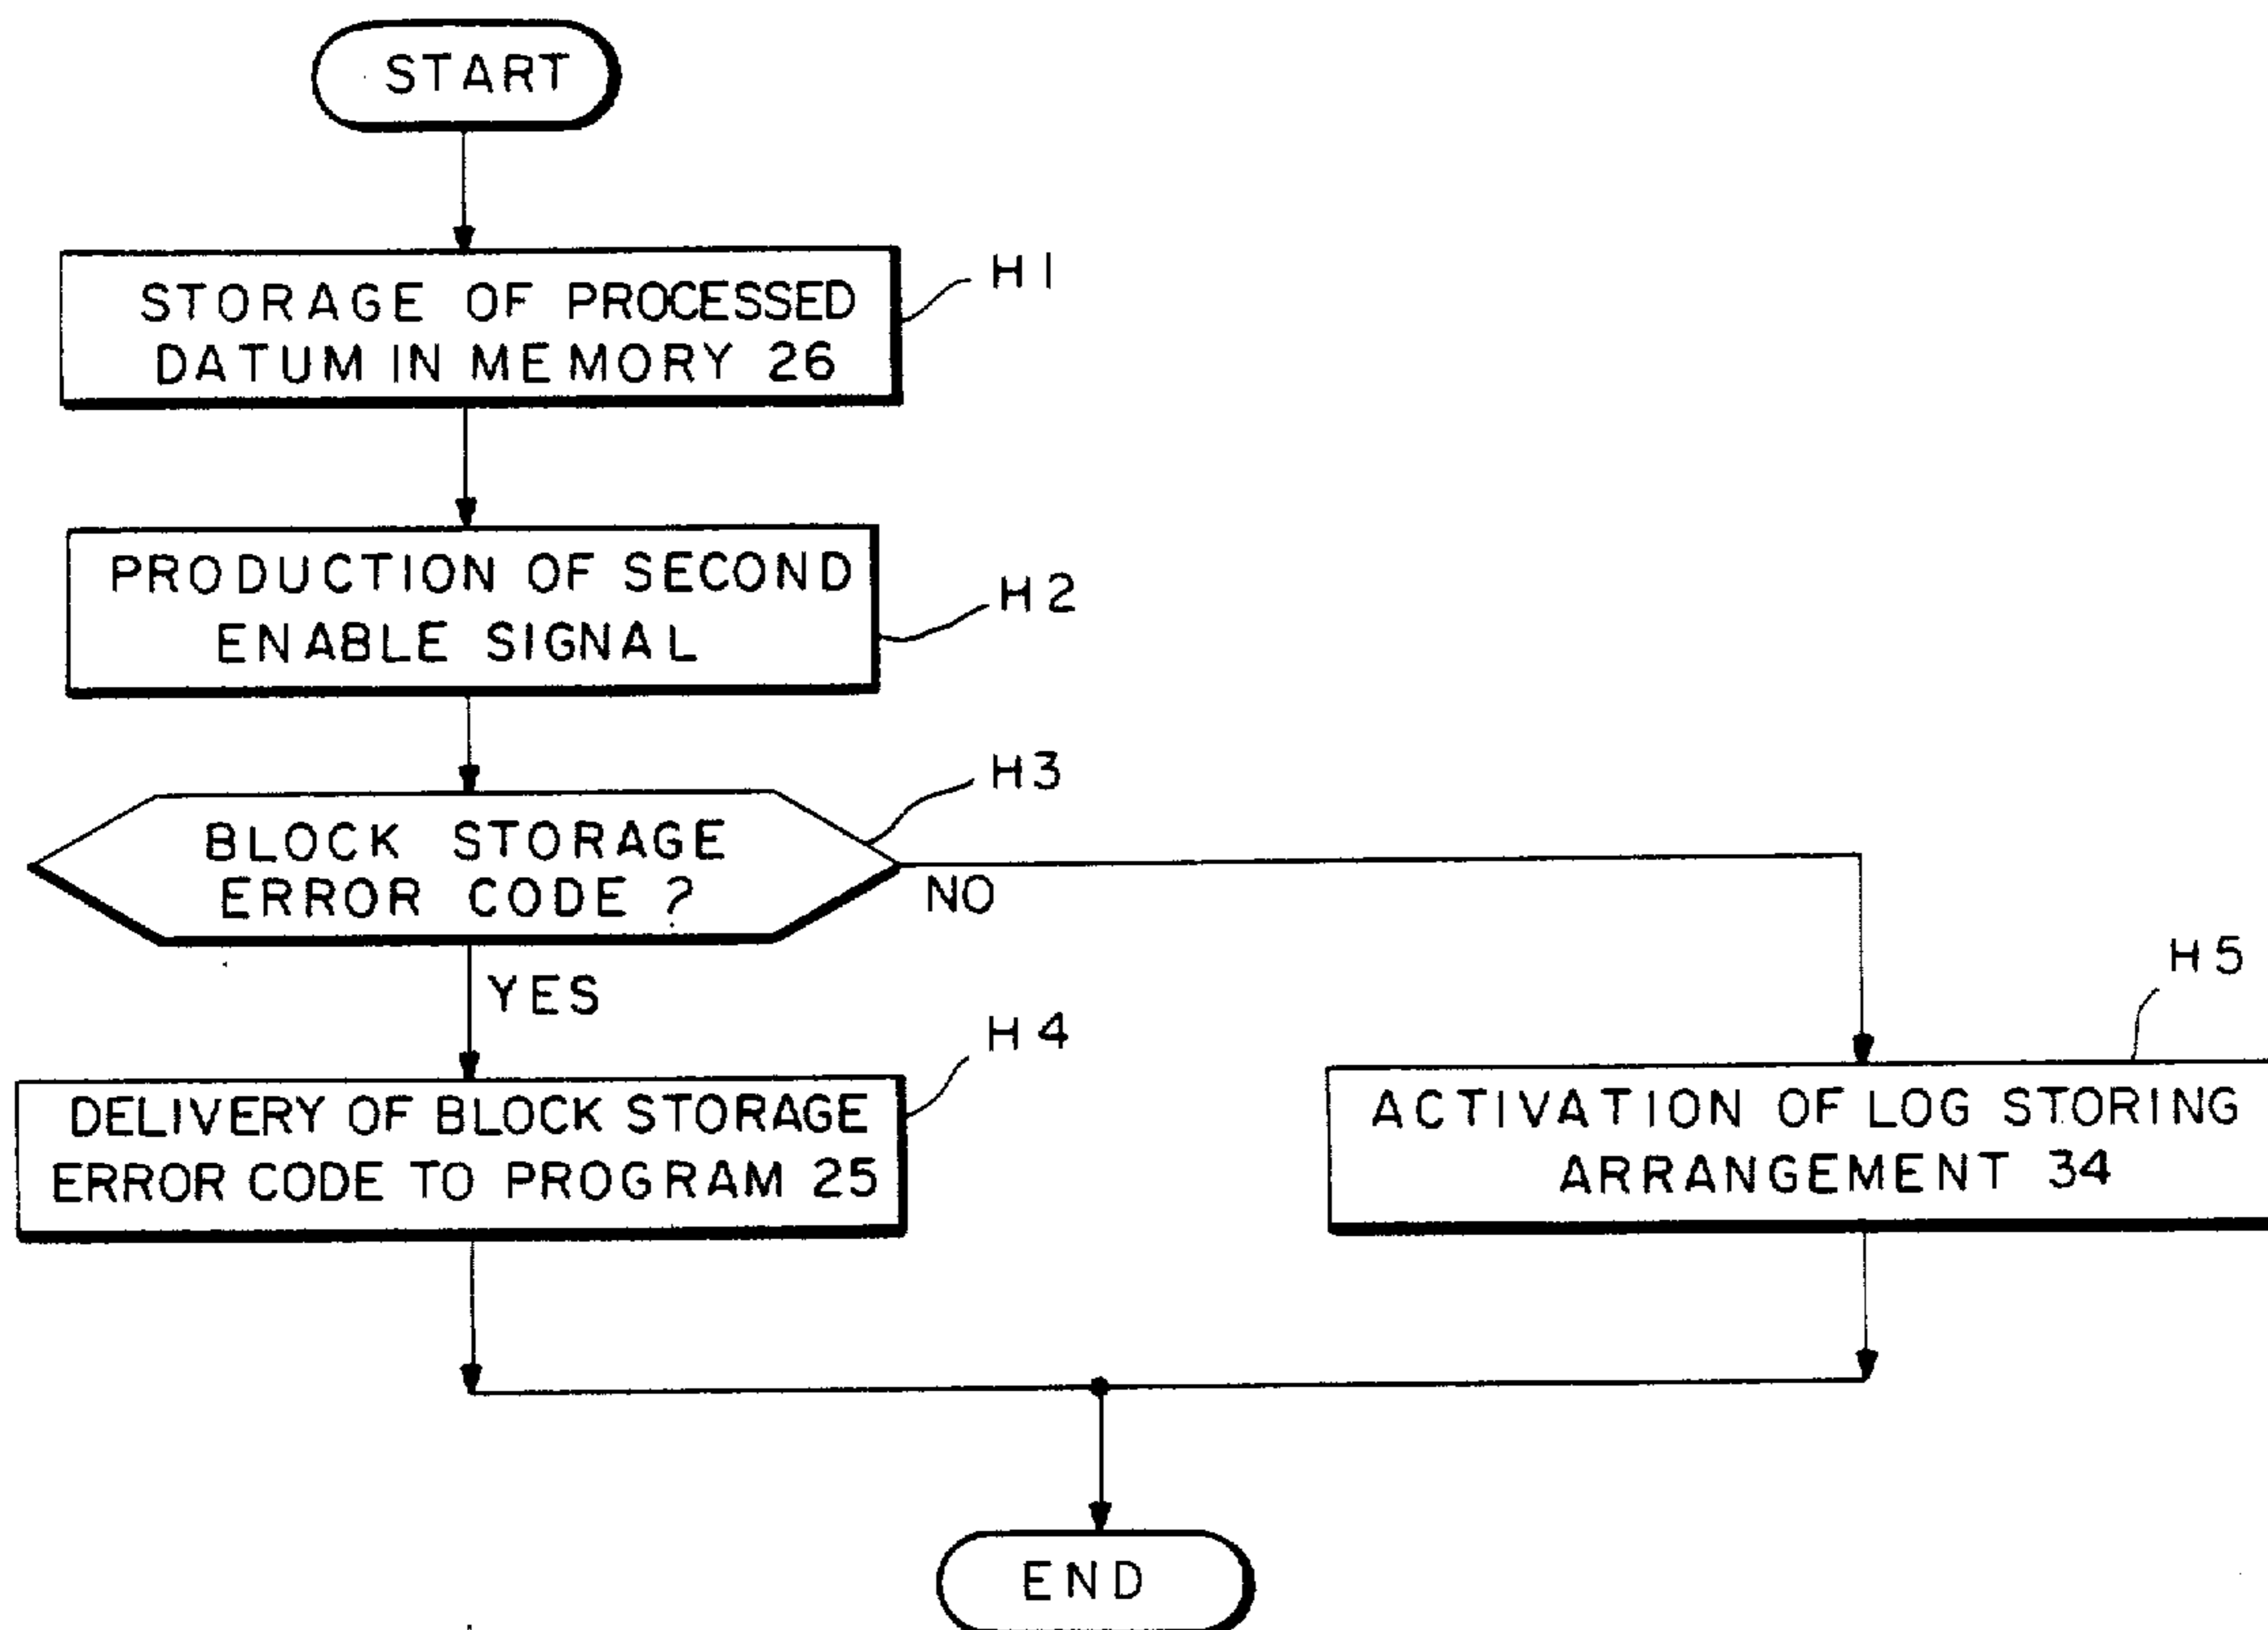 START
STORAGE OF PROCESSED
DATUM IN MEMORY 26
H1
PRODUCTION OF SECOND
ENABLE SIGNAL
H2
BLOCK STORAGE
ERROR CODE ?
H3
NO
YES
DELIVERY OF BLOCK STORAGE
ERROR CODE TO PROGRAM 25
H4
ACTIVATION OF LOG STORING
ARRANGEMENT 34
H5
END